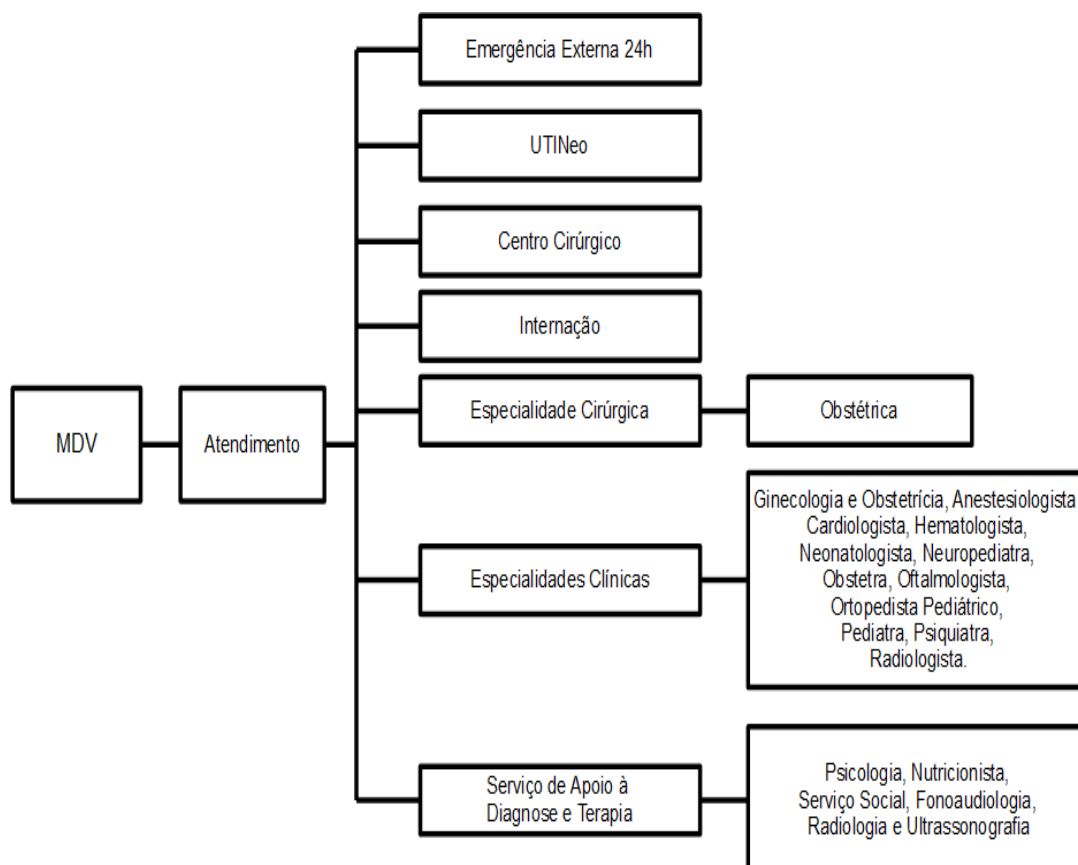 Emergência Externa 24h
UTINeo
Centro Cirúrgico
Internação
MDV
Atendimento
Especialidade Cirúrgica
Obstétrica
Especialidades Clínicas
Ginecologia e Obstetrícia, Anestesiologista
Cardiologista, Hematologista,
Neonatologista, Neuropediatra,
Obstetra, Oftalmologista,
Ortopedista Pediátrico,
Pediatra, Psiquiatra,
Radiologista.
Serviço de Apoio à
Diagnose e Terapia
Psicologia, Nutricionista,
Serviço Social, Fonoaudiologia,
Radiologia e Ultrassonografia